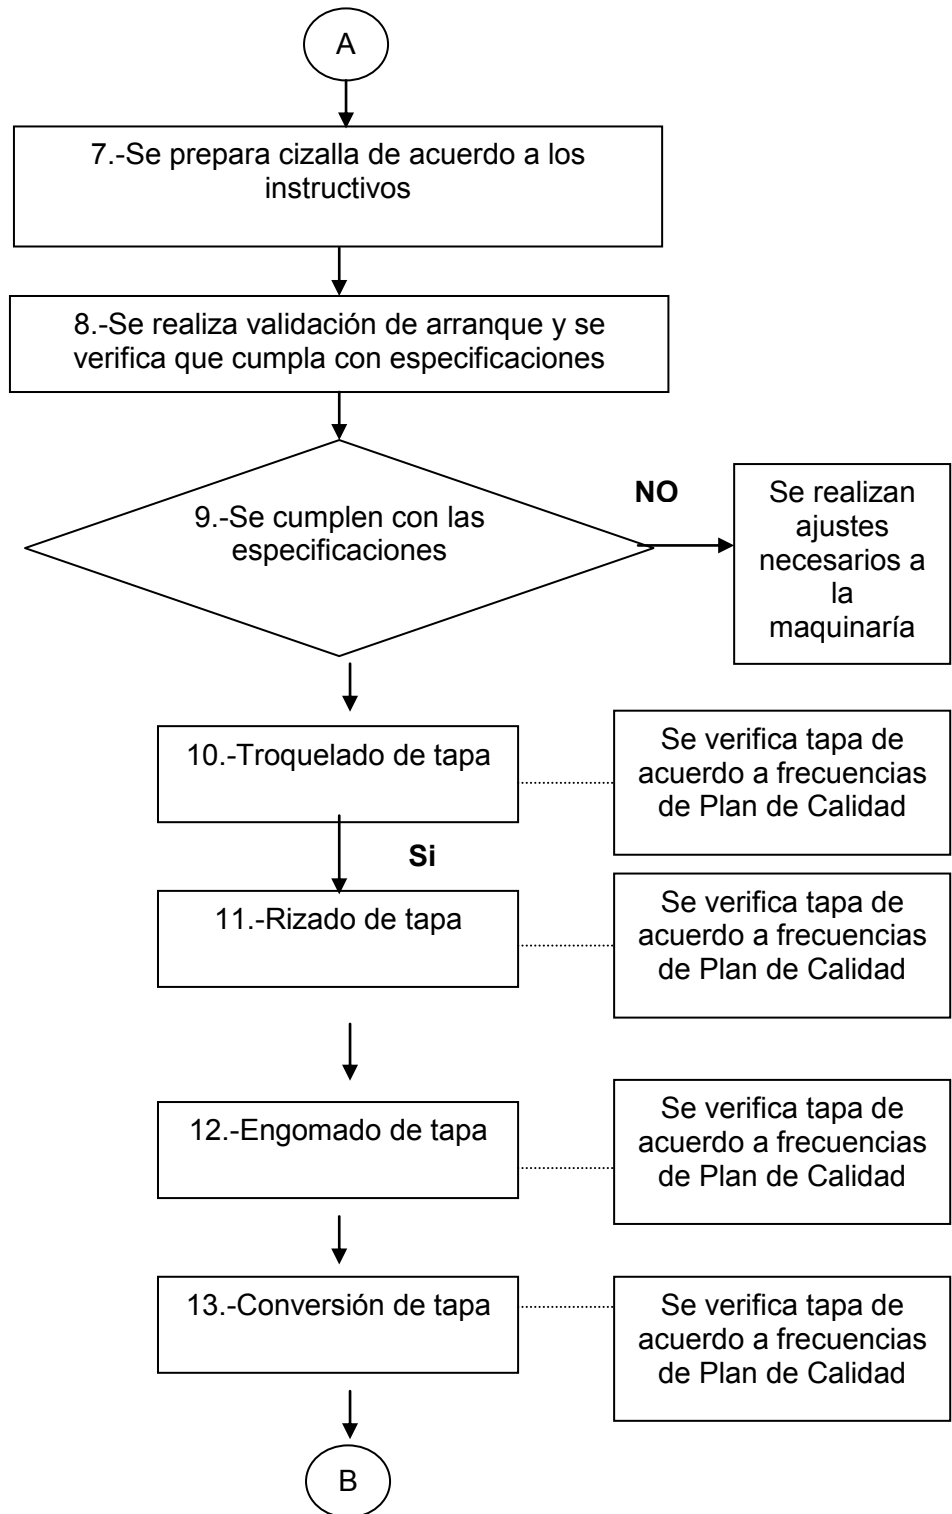 A
7.-Se prepara cizalla de acuerdo a los
instructivos
8.-Se realiza validación de arranque y se
verifica que cumpla con especificaciones
9.-Se cumplen con las
especificaciones
NO
Se realizan
ajustes
necesarios a
la
maquinaría
10.-Troquelado de tapa
Se verifica tapa de
acuerdo a frecuencias
de Plan de Calidad
Si
11.-Rizado de tapa
Se verifica tapa de
acuerdo a frecuencias
de Plan de Calidad
12.-Engomado de tapa
Se verifica tapa de
acuerdo a frecuencias
de Plan de Calidad
13.-Conversión de tapa
Se verifica tapa de
acuerdo a frecuencias
de Plan de Calidad
B